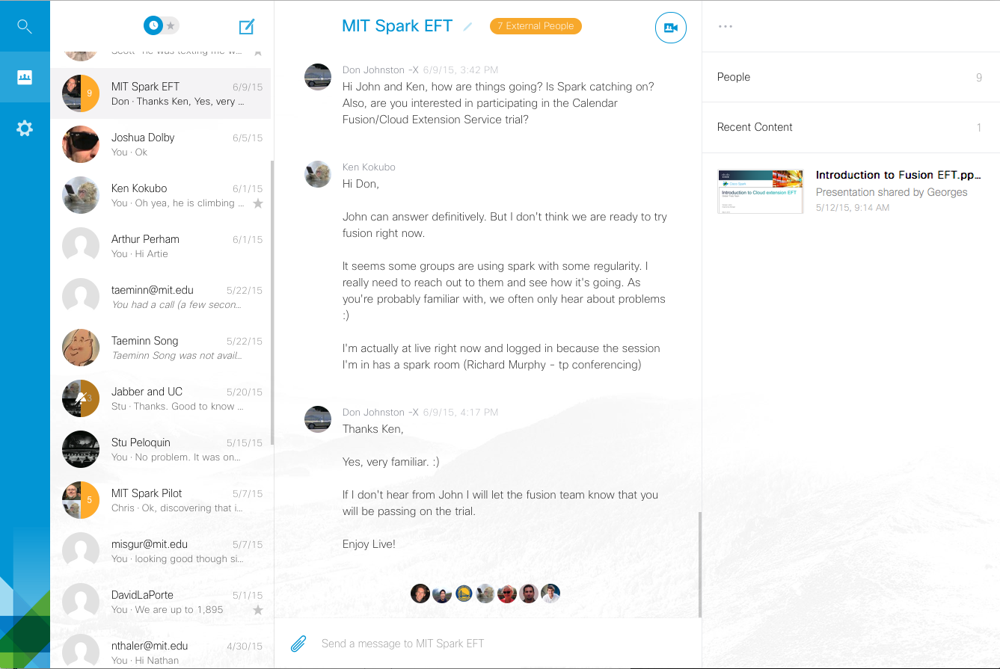 Scott · he was texting me w...
MIT Spark EFT 6/9/15
9
Don · Thanks Ken, Yes, very ...
Joshua Dolby 6/5/15
You · Ok
Ken Kokubo 6/1/15
You · Oh yea, he is climbing ...
Arthur Perham 6/1/15
You · Hi Artie
taeminn@mit.edu 5/22/15
You had a call (a few secon...
Taeminn Song 5/22/15
Taeminn Song was not avail...
Jabber and UC 5/20/15
3
Stu · Thanks. Good to know ...
Stu Peloquin 5/15/15
You · No problem. It was on...
MIT Spark Pilot 5/7/15
5
Chris · Ok, discovering that i...
misgur@mit.edu 5/7/15
You · looking good though si...
DavidLaPorte 5/1/15
You · We are up to 1,895
nthaler@mit.edu 4/30/15
You · Hi Nathan
MIT Spark EFT 7 External People
Don Johnston -X 6/9/15, 3:42 PM
Hi John and Ken, how are things going? Is Spark catching on?
Also, are you interested in participating in the Calendar
Fusion/Cloud Extension Service trial?
Ken Kokubo
Hi Don,
John can answer definitively. But I don't think we are ready to try
fusion right now.
It seems some groups are using spark with some regularity. I
really need to reach out to them and see how it's going. As
you're probably familiar with, we often only hear about problems
:)
I'm actually at live right now and logged in because the session
I'm in has a spark room (Richard Murphy - tp conferencing)
Don Johnston -X 6/9/15, 4:17 PM
Thanks Ken,
Yes, very familiar. :)
If I don't hear from John I will let the fusion team know that you
will be passing on the trial.
Enjoy Live!
Send a message to MIT Spark EFT
People 9
Recent Content 1
Cisco Spark
Introduction to Cloud extension EFT
Introduction to Fusion EFT.pp...
Presentation shared by Georges
5/12/15, 9:14 AM